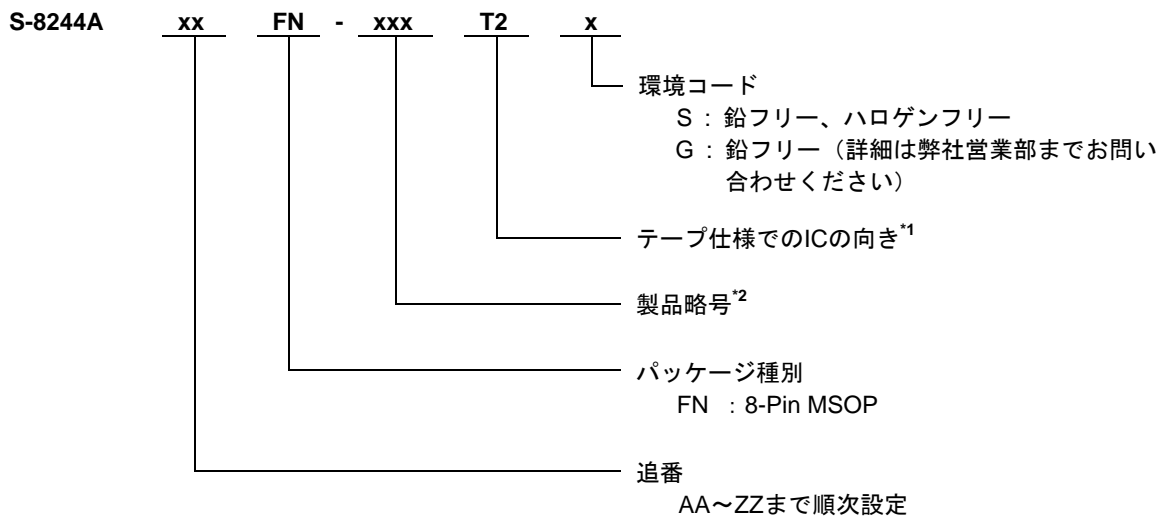 S-8244A xx FN - xxx T2 x
環境コード
S : 鉛フリー、ハロゲンフリー
G : 鉛フリー（詳細は弊社営業部までお問い
合わせください）
テープ仕様でのICの向き*1
製品略号*2
パッケージ種別
FN : 8-Pin MSOP
追番
AA～ZZまで順次設定